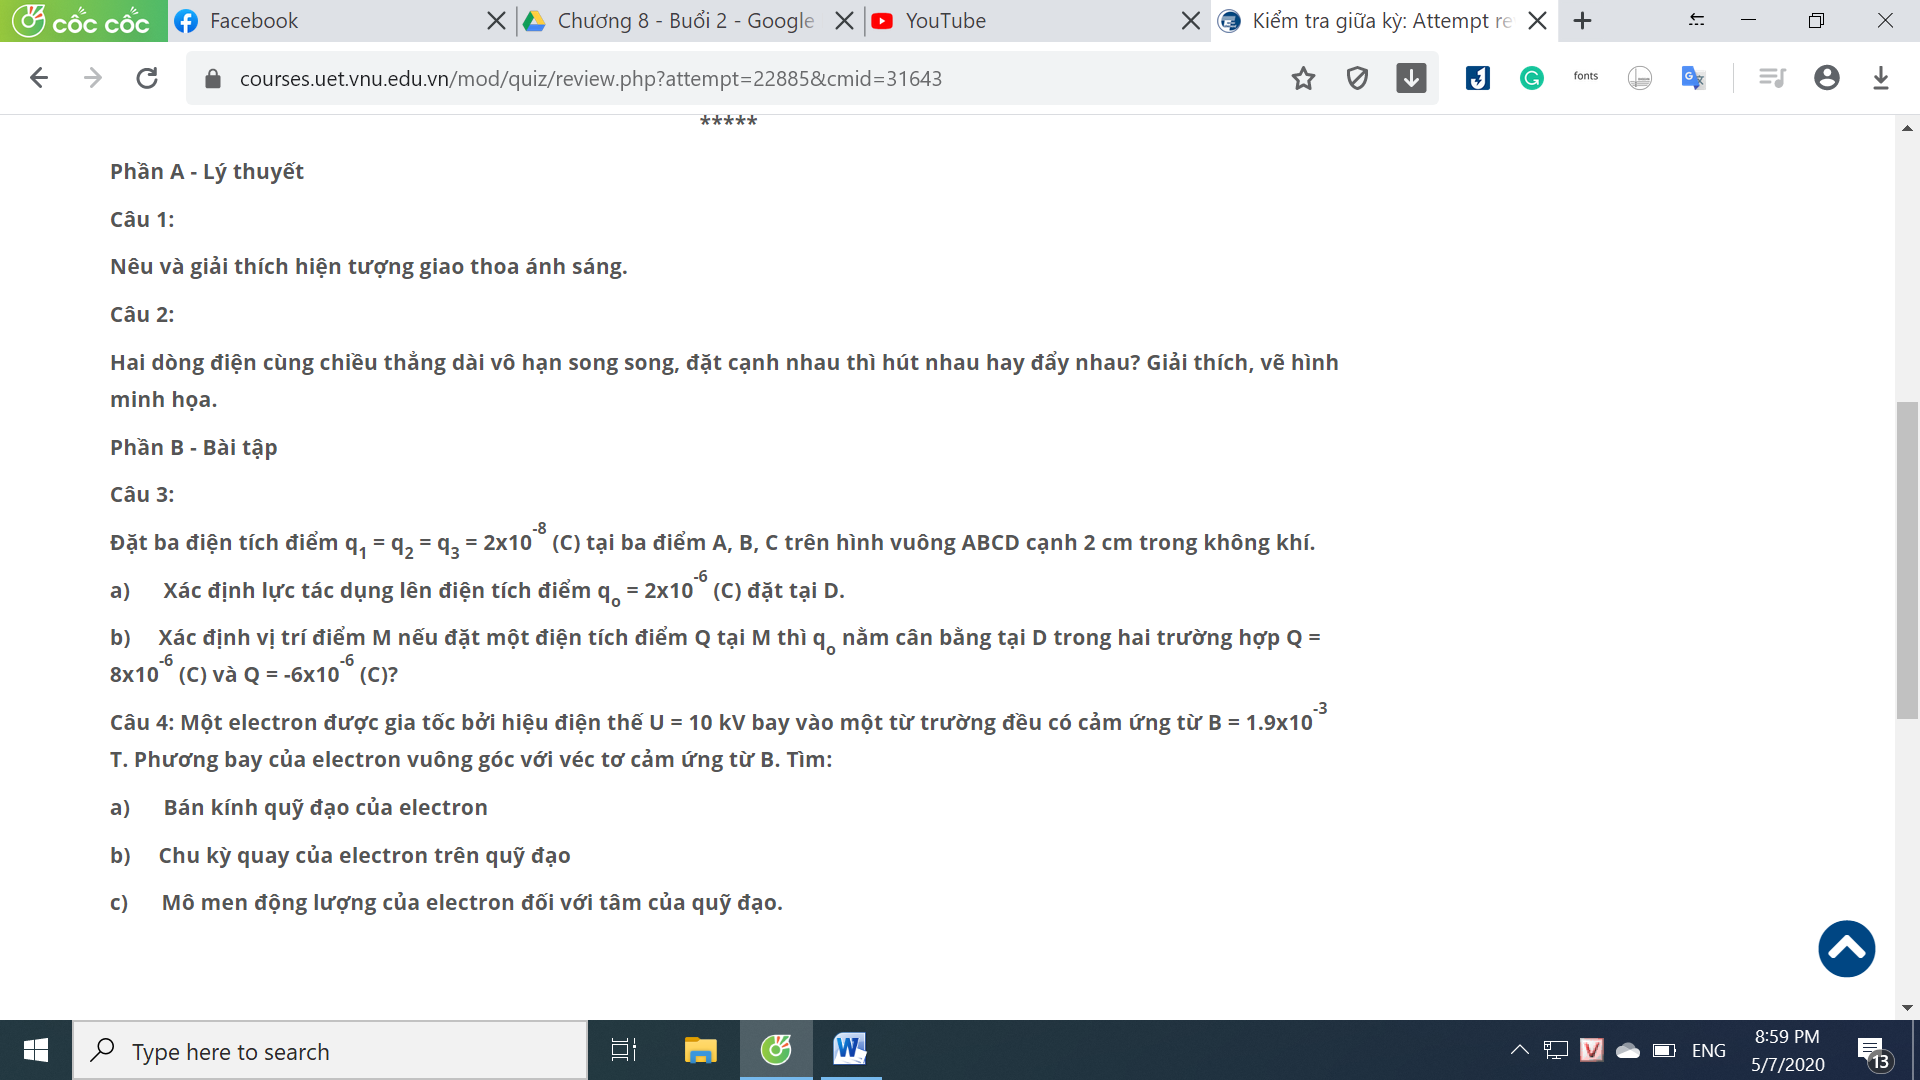 cốc cốc
Facebook
Chương 8 - Buổi 2 - Google
YouTube
Kiểm tra giữa kỳ: Attempt re
courses.uet.vnu.edu.vn/mod/quiz/review.php?attempt=22885&cmid=31643
fonts
*****
Phần A - Lý thuyết
Câu 1:
Nêu và giải thích hiện tượng giao thoa ánh sáng.
Câu 2:
Hai dòng điện cùng chiều thẳng dài vô hạn song song, đặt cạnh nhau thì hút nhau hay đẩy nhau? Giải thích, vẽ hình
minh họa.
Phần B - Bài tập
Câu 3:
Đặt ba điện tích điểm q1 = q2 = q3 = 2x10-8 (C) tại ba điểm A, B, C trên hình vuông ABCD cạnh 2 cm trong không khí.
a) Xác định lực tác dụng lên điện tích điểm qo = 2x10-6 (C) đặt tại D.
b) Xác định vị trí điểm M nếu đặt một điện tích điểm Q tại M thì qo nằm cân bằng tại D trong hai trường hợp Q =
8x10-6 (C) và Q = -6x10-6 (C)?
Câu 4: Một electron được gia tốc bởi hiệu điện thế U = 10 kV bay vào một từ trường đều có cảm ứng từ B = 1.9x10-3
T. Phương bay của electron vuông góc với véc tơ cảm ứng từ B. Tìm:
a) Bán kính quỹ đạo của electron
b) Chu kỳ quay của electron trên quỹ đạo
c) Mô men động lượng của electron đối với tâm của quỹ đạo.
Type here to search
W
V
ENG
8:59 PM
5/7/2020
13